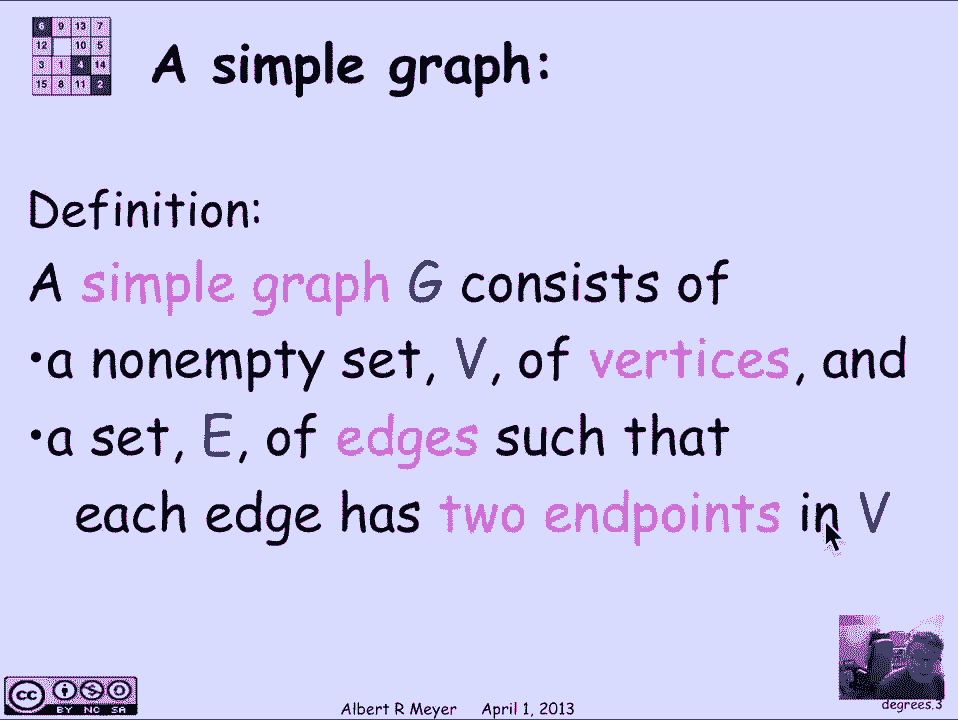 6 9 13 7
12 10 5
3 1 4 14
15 8 11 2
A simple graph:
Definition:
A simple graph G consists of
•a nonempty set, V, of vertices, and
•a set, E, of edges such that
each edge has two endpoints in V
cc BY NC SA
Albert R Meyer April 1, 2013
degrees.3